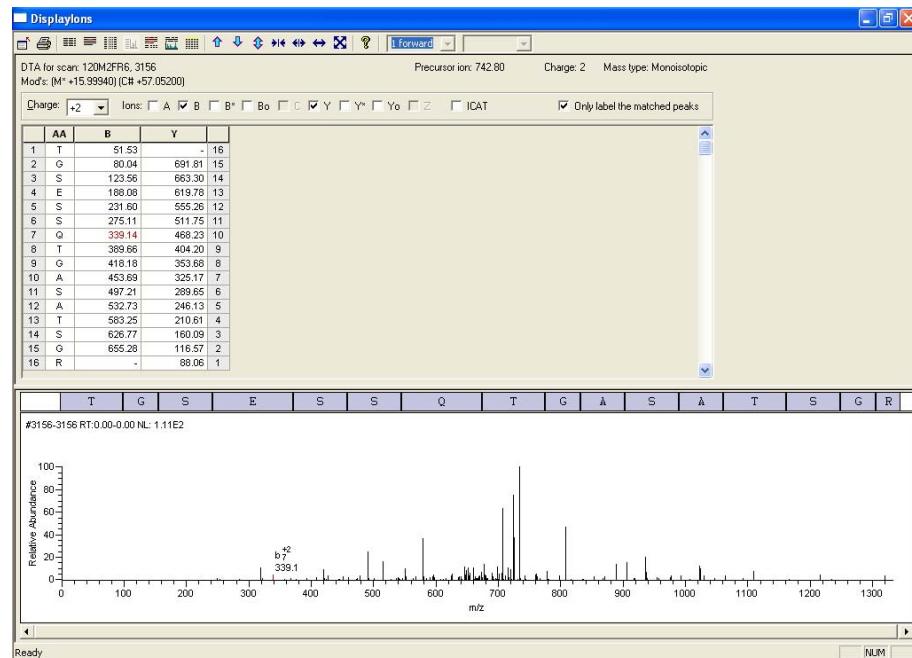 DisplayIons
1 forward
DTA for scan: 120M2FR6, 3156 Precursor ion: 742.80 Charge: 2 Mass type: Monoisotopic
Mod's: (M* +15.99940) (C# +57.05200)
Charge: +2 Ions: A B B* Bo C Y Y* Yo Z ICAT Only label the matched peaks
AA B Y
1 T 51.53 - 16
2 G 80.04 691.81 15
3 S 123.56 663.30 14
4 E 188.08 619.78 13
5 S 231.60 555.26 12
6 S 275.11 511.75 11
7 Q 339.14 468.23 10
8 T 389.66 404.20 9
9 G 418.18 353.68 8
10 A 453.69 325.17 7
11 S 497.21 289.65 6
12 A 532.73 246.13 5
13 T 583.25 210.61 4
14 S 626.77 160.09 3
15 G 655.28 116.57 2
16 R - 88.06 1
T G S E S S Q T G A S A T S G R
#3156-3156 RT:0.00-0.00 NL: 1.11E2
100
80
60
40
20
0
Relative Abundance
b7+2
339.1
0 100 200 300 400 500 600 700 800 900 1000 1100 1200 1300
m/z
Ready NUM